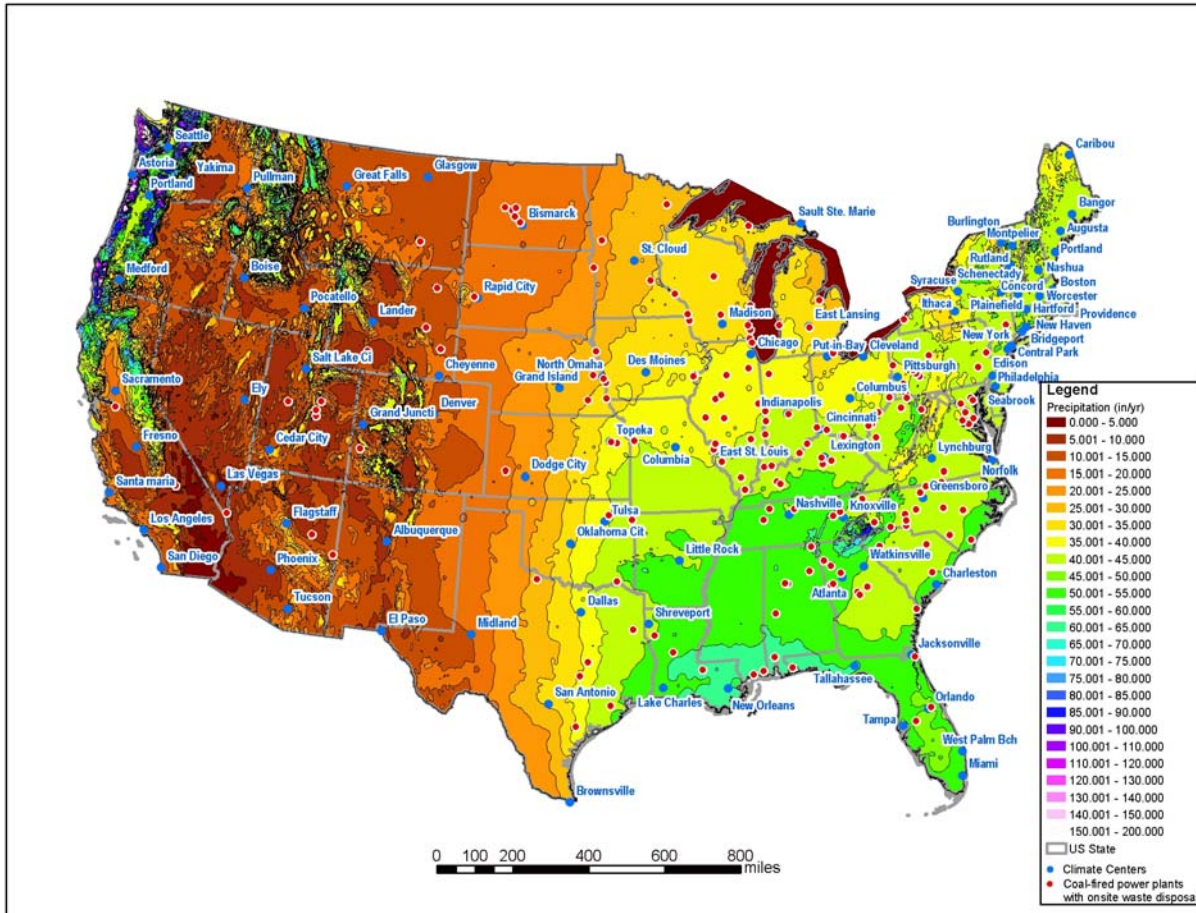 Seattle
Astoria
Yakima
Portland
Pullman
Great Falls
Glasgow
Bismarck
Sault Ste. Marie
Caribou
Bangor
Burlington
Montpelier
Augusta
Portland
Rutland
Medford
Boise
Pocatello
Lander
Rapid City
St. Cloud
Madison
East Lansing
Syracuse
Schenectady
Nashua
Boston
Concord
Ithaca
Plainefield
Worcester
Hartford
Providence
New Haven
New York
Bridgeport
Central Park
Salt Lake Ci
Cheyenne
North Omaha
Grand Island
Des Moines
Chicago
Put-in-Bay
Cleveland
Pittsburgh
Edison
Philadelphia
Seabrook
Sacramento
Ely
Grand Juncti
Denver
Indianapolis
Columbus
Cincinnati
Fresno
Cedar City
Topeka
Columbia
East St. Louis
Lexington
Lynchburg
Norfolk
Santa maria
Las Vegas
Dodge City
Greensboro
Los Angeles
Flagstaff
Albuquerque
Tulsa
Oklahoma Cit
Nashville
Knoxville
San Diego
Phoenix
Little Rock
Watkinsville
Tucson
Atlanta
Charleston
El Paso
Midland
Dallas
Shreveport
Jacksonville
San Antonio
Lake Charles
New Orleans
Tallahassee
Orlando
Tampa
West Palm Bch
Miami
Brownsville
0 100 200 400 600 800
miles
Legend
Precipitation (in/yr)
0.000 - 5.000
5.001 - 10.000
10.001 - 15.000
15.001 - 20.000
20.001 - 25.000
25.001 - 30.000
30.001 - 35.000
35.001 - 40.000
40.001 - 45.000
45.001 - 50.000
50.001 - 55.000
55.001 - 60.000
60.001 - 65.000
65.001 - 70.000
70.001 - 75.000
75.001 - 80.000
80.001 - 85.000
85.001 - 90.000
90.001 - 100.000
100.001 - 110.000
110.001 - 120.000
120.001 - 130.000
130.001 - 140.000
140.001 - 150.000
150.001 - 200.000
US State
Climate Centers
Coal-fired power plants
with onsite waste disposa